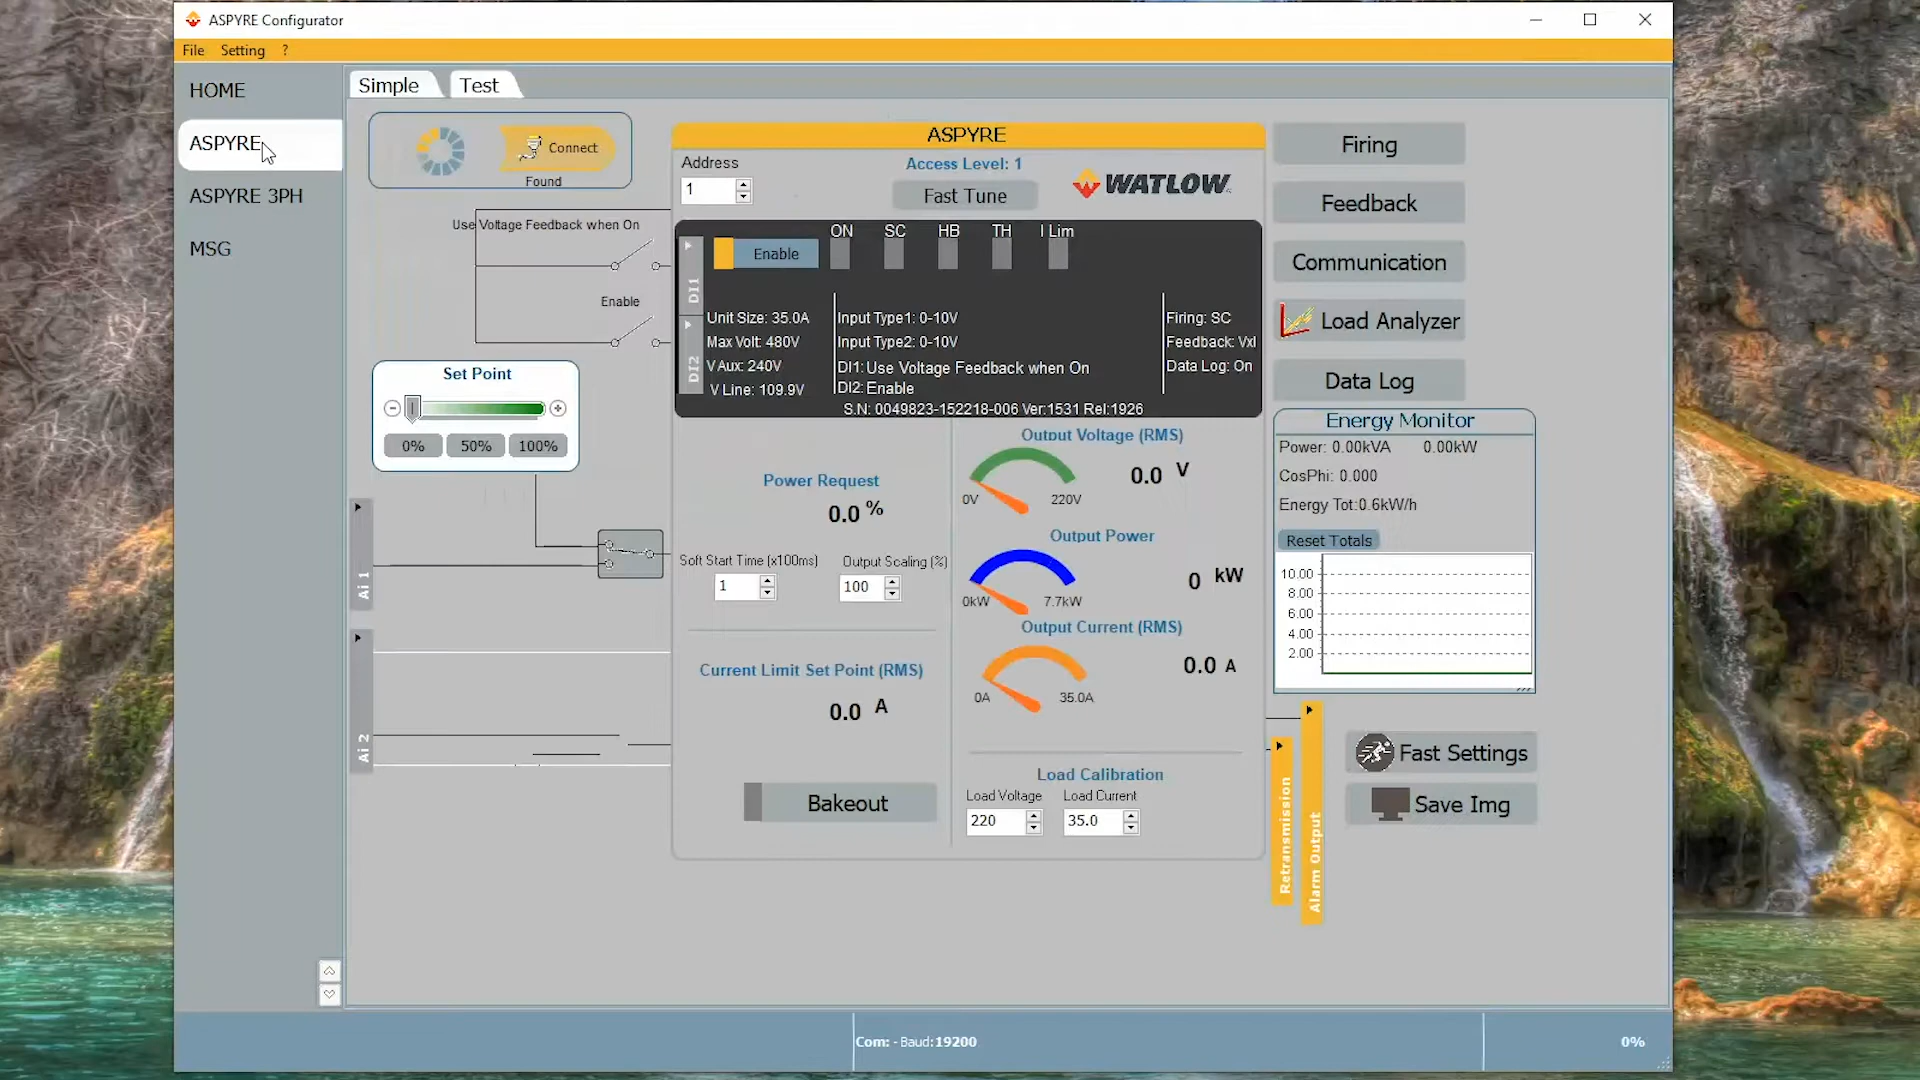 ASPYRE Configurator
File Setting ?
HOME
ASPYRE
ASPYRE 3PH
MSG
Simple
Test
Connect
Found
Use Voltage Feedback when On
Enable
Set Point
0% 50% 100%
Ai 1
Ai 2
ASPYRE
Address
1
Access Level: 1
Fast Tune
WATLOW
DI1
DI2
Enable
ON SC HB TH I Lim
Unit Size: 35.0A
Max Volt: 480V
V Aux: 240V
V Line: 109.9V
Input Type1: 0-10V
Input Type2: 0-10V
DI1: Use Voltage Feedback when On
DI2: Enable
Firing: SC
Feedback: VxI
Data Log: On
S.N: 0049823-152218-006 Ver:1531 Rel:1926
Power Request
0.0 %
Soft Start Time (x100ms)
1
Output Scaling (%)
100
Current Limit Set Point (RMS)
0.0 A
Bakeout
Output Voltage (RMS)
0.0 V
0V 220V
Output Power
0 kW
0kW 7.7kW
Output Current (RMS)
0.0 A
0A 35.0A
Load Calibration
Load Voltage Load Current
220 35.0
Firing
Feedback
Communication
Load Analyzer
Data Log
Energy Monitor
Power: 0.00kVA 0.00kW
CosPhi: 0.000
Energy Tot:0.6kW/h
Reset Totals
10.00
8.00
6.00
4.00
2.00
Retransmission
Alarm Output
Fast Settings
Save Img
Com: - Baud:19200
0%